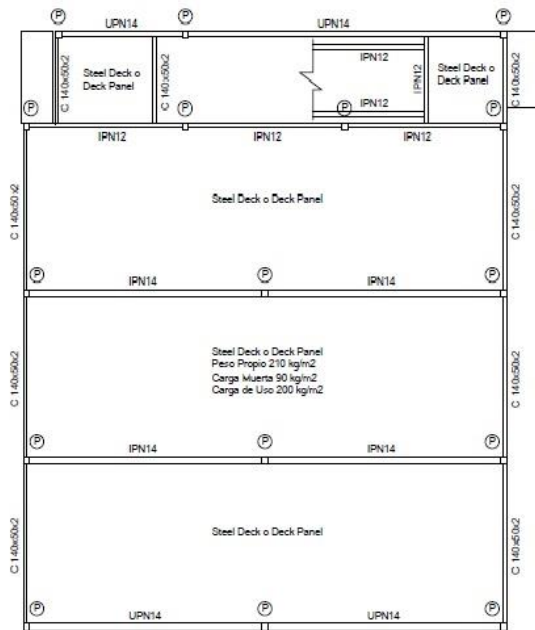 P P P
UPN14 UPN14
C 140x50x2
Steel Deck o
Deck Panel
C 140x50x2
IPN12
IPN12
IPN12
Steel Deck o
Deck Panel
C 140x50x2
P P P P
IPN12 IPN12 IPN12
C 140x50x2
Steel Deck o Deck Panel
C 140x50x2
P P P
IPN14 IPN14
C 140x50x2
Steel Deck o Deck Panel
Peso Propio 210 kg/m2
Carga Muerta 90 kg/m2
Carga de Uso 200 kg/m2
C 140x50x2
P P P
IPN14 IPN14
C 140x50x2
Steel Deck o Deck Panel
C 140x50x2
P P P
UPN14 UPN14